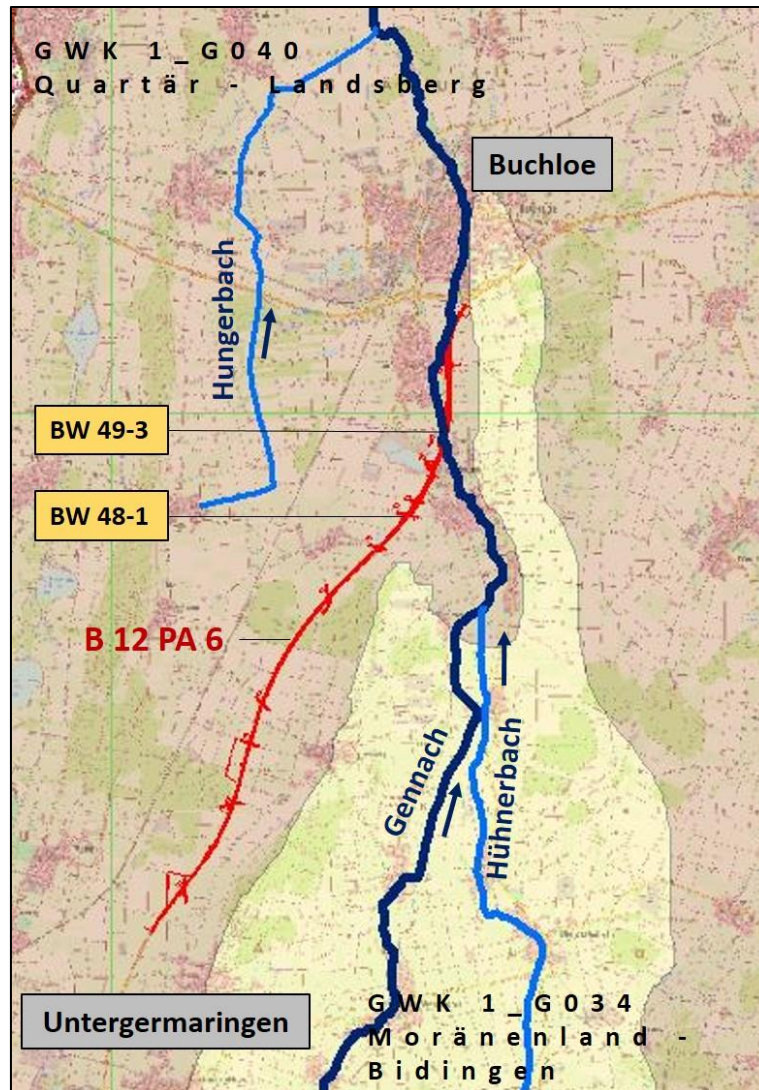 GWK 1_G040
Quartär - Landsberg
Buchloe
Hungerbach
BW 49-3
BW 48-1
B 12 PA 6
Gennach
Hühnerbach
Untergermaringen
GWK 1_G034
Moränenland -
Bidingen